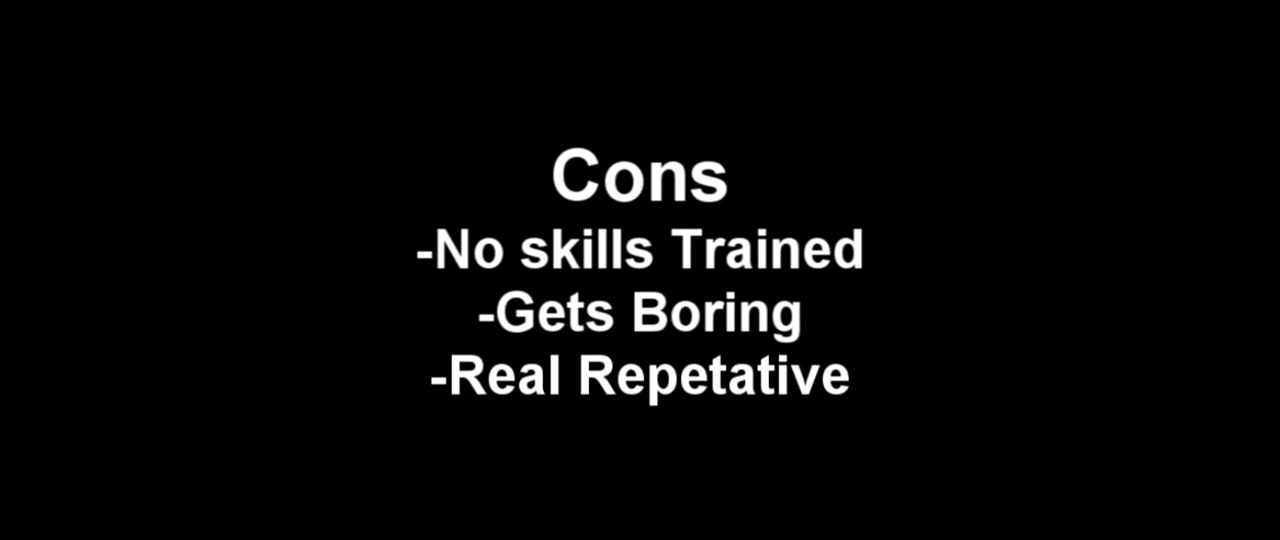 Cons
-No skills Trained
-Gets Boring
-Real Repetative